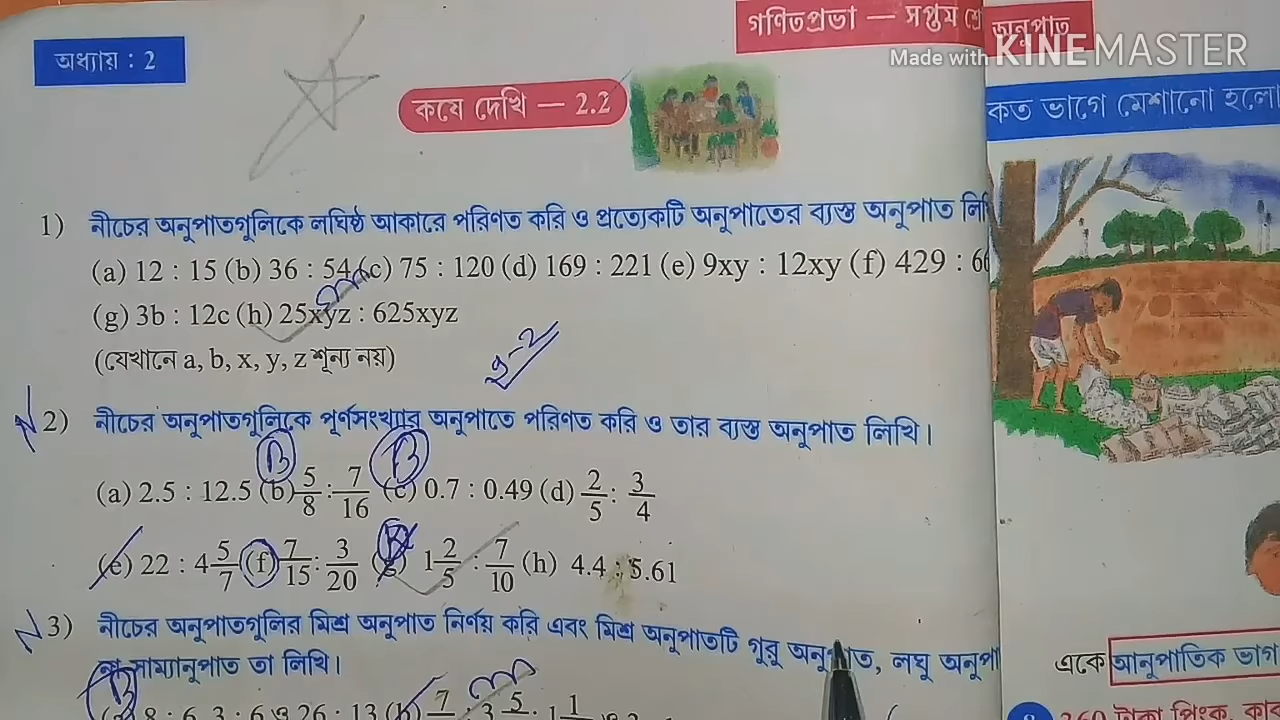 গণিতপ্রভা — সপ্তম
অনুপাত
Made with KINEMASTER
অধ্যায় : 2
কষে দেখি — 2.2
কত ভাগে মেশানো হলো
1) নীচের অনুপাতগুলিকে লঘিষ্ঠ আকারে পরিণত করি ও প্রত্যেকটি অনুপাতের ব্যস্ত অনুপাত
(a) 12 : 15 (b) 36 : 54 (c) 75 : 120 (d) 169 : 221 (e) 9xy : 12xy (f) 429 :
(g) 3b : 12c (h) 25xyz : 625xyz
(যেখানে a, b, x, y, z শূন্য নয়)
2) নীচের অনুপাতগুলিকে পূর্ণসংখ্যার অনুপাতে পরিণত করি ও তার ব্যস্ত অনুপাত লিখি।
(a) 2.5 : 12.5 (b) 5/8 : 7/16 (c) 0.7 : 0.49 (d) 2/5 : 3/4
(e) 22 : 4 5/7 (f) 7/15 : 3/20 (g) 1 2/5 : 7/10 (h) 4.4 : 5.61
3) নীচের অনুপাতগুলির মিশ্র অনুপাত নির্ণয় করি এবং মিশ্র অনুপাতটি গুরু অনুপাত, লঘু
সাম্যানুপাত তা লিখি।
একে আনুপাতিক ভাগ